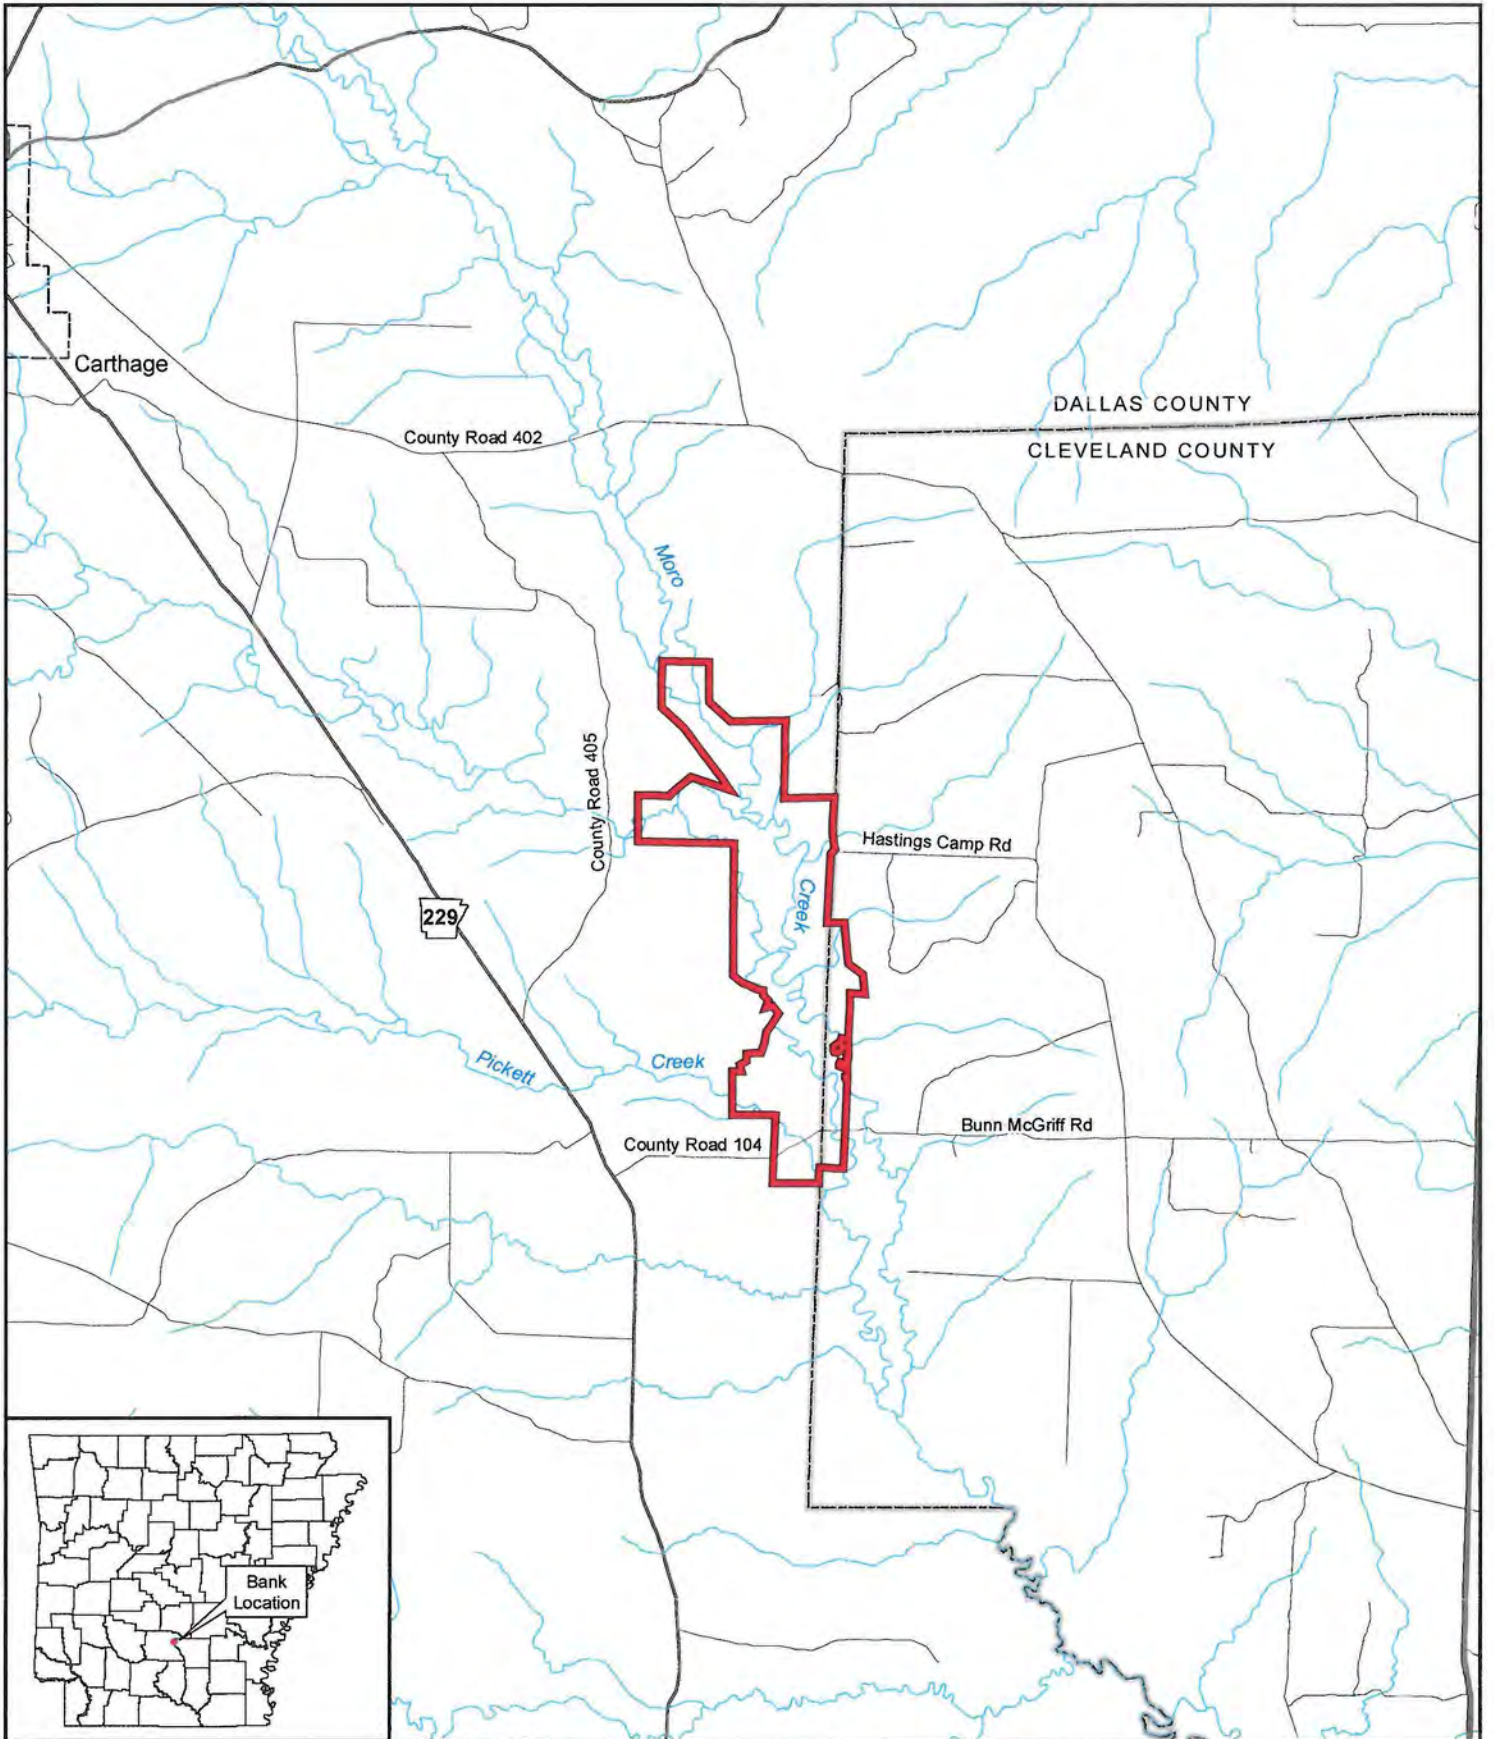 Carthage
DALLAS COUNTY
County Road 402
CLEVELAND COUNTY
Moro
County Road 405
Hastings Camp Rd
Creek
229
Pickett
Creek
Bunn McGriff Rd
County Road 104
Bank
Location